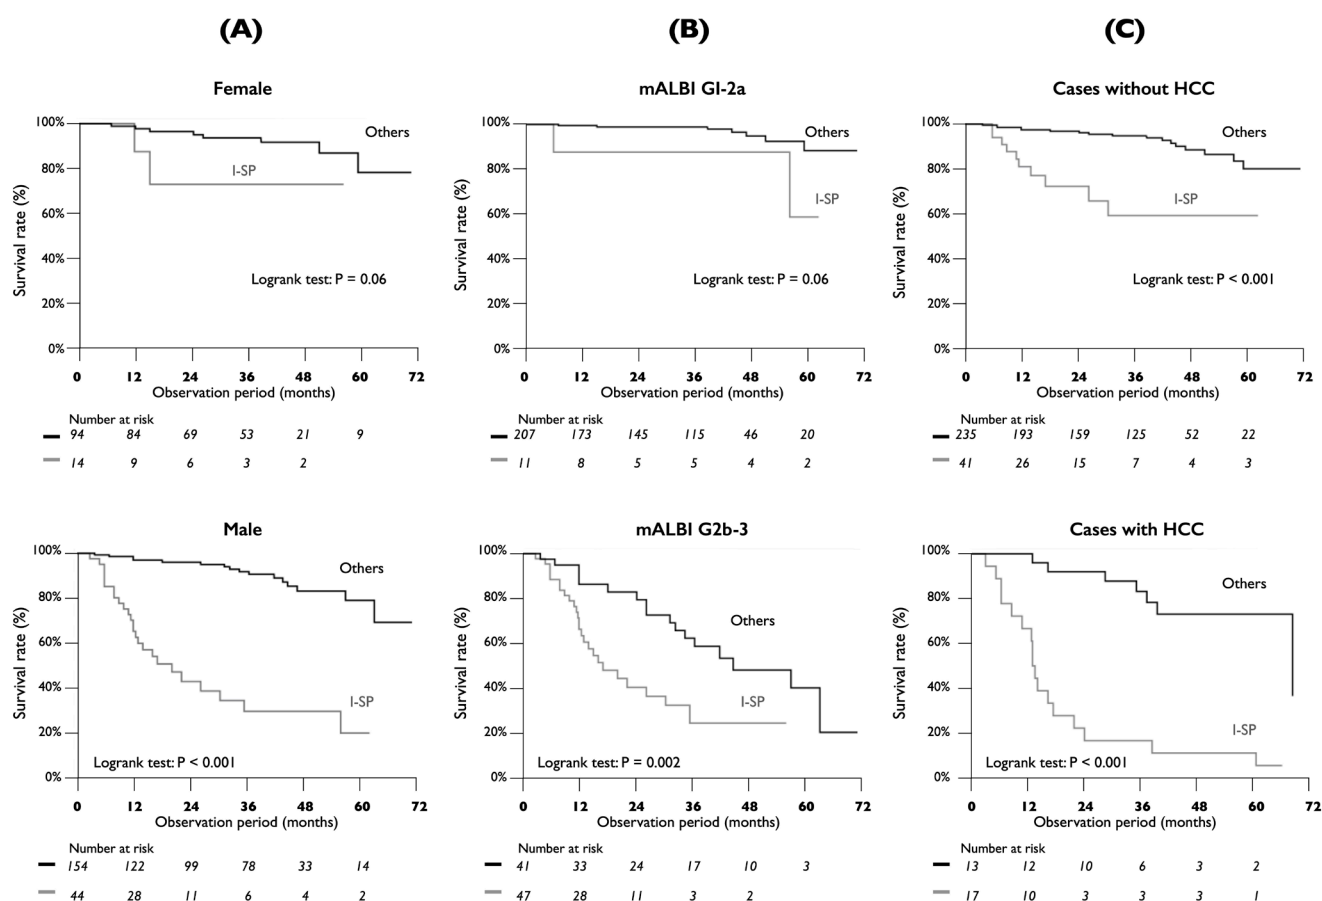 (A)
(B)
(C)
Female
100%
80%
60%
40%
20%
0%
Survival rate (%)
Others
I-SP
Logrank test: P = 0.06
0 12 24 36 48 60 72
Observation period (months)
Number at risk
94 84 69 53 21 9
14 9 6 3 2
mALBI GI-2a
100%
80%
60%
40%
20%
0%
Survival rate (%)
Others
I-SP
Logrank test: P = 0.06
0 12 24 36 48 60 72
Observation period (months)
Number at risk
207 173 145 115 46 20
11 8 5 5 4 2
Cases without HCC
100%
80%
60%
40%
20%
0%
Survival rate (%)
Others
I-SP
Logrank test: P < 0.001
0 12 24 36 48 60 72
Observation period (months)
Number at risk
235 193 159 125 52 22
41 26 15 7 4 3
Male
100%
80%
60%
40%
20%
0%
Survival rate (%)
Others
I-SP
Logrank test: P < 0.001
0 12 24 36 48 60 72
Observation period (months)
Number at risk
154 122 99 78 33 14
44 28 11 6 4 2
mALBI G2b-3
100%
80%
60%
40%
20%
0%
Survival rate (%)
Others
I-SP
Logrank test: P = 0.002
0 12 24 36 48 60 72
Observation period (months)
Number at risk
41 33 24 17 10 3
47 28 11 3 2
Cases with HCC
100%
80%
60%
40%
20%
0%
Survival rate (%)
Others
I-SP
Logrank test: P < 0.001
0 12 24 36 48 60 72
Observation period (months)
Number at risk
13 12 10 6 3 2
17 10 3 3 3 1